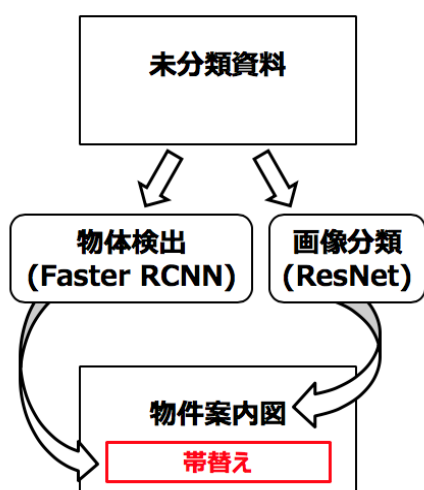 未分類資料
物体検出
(Faster RCNN)
画像分類
(ResNet)
物件案内図
帯替え